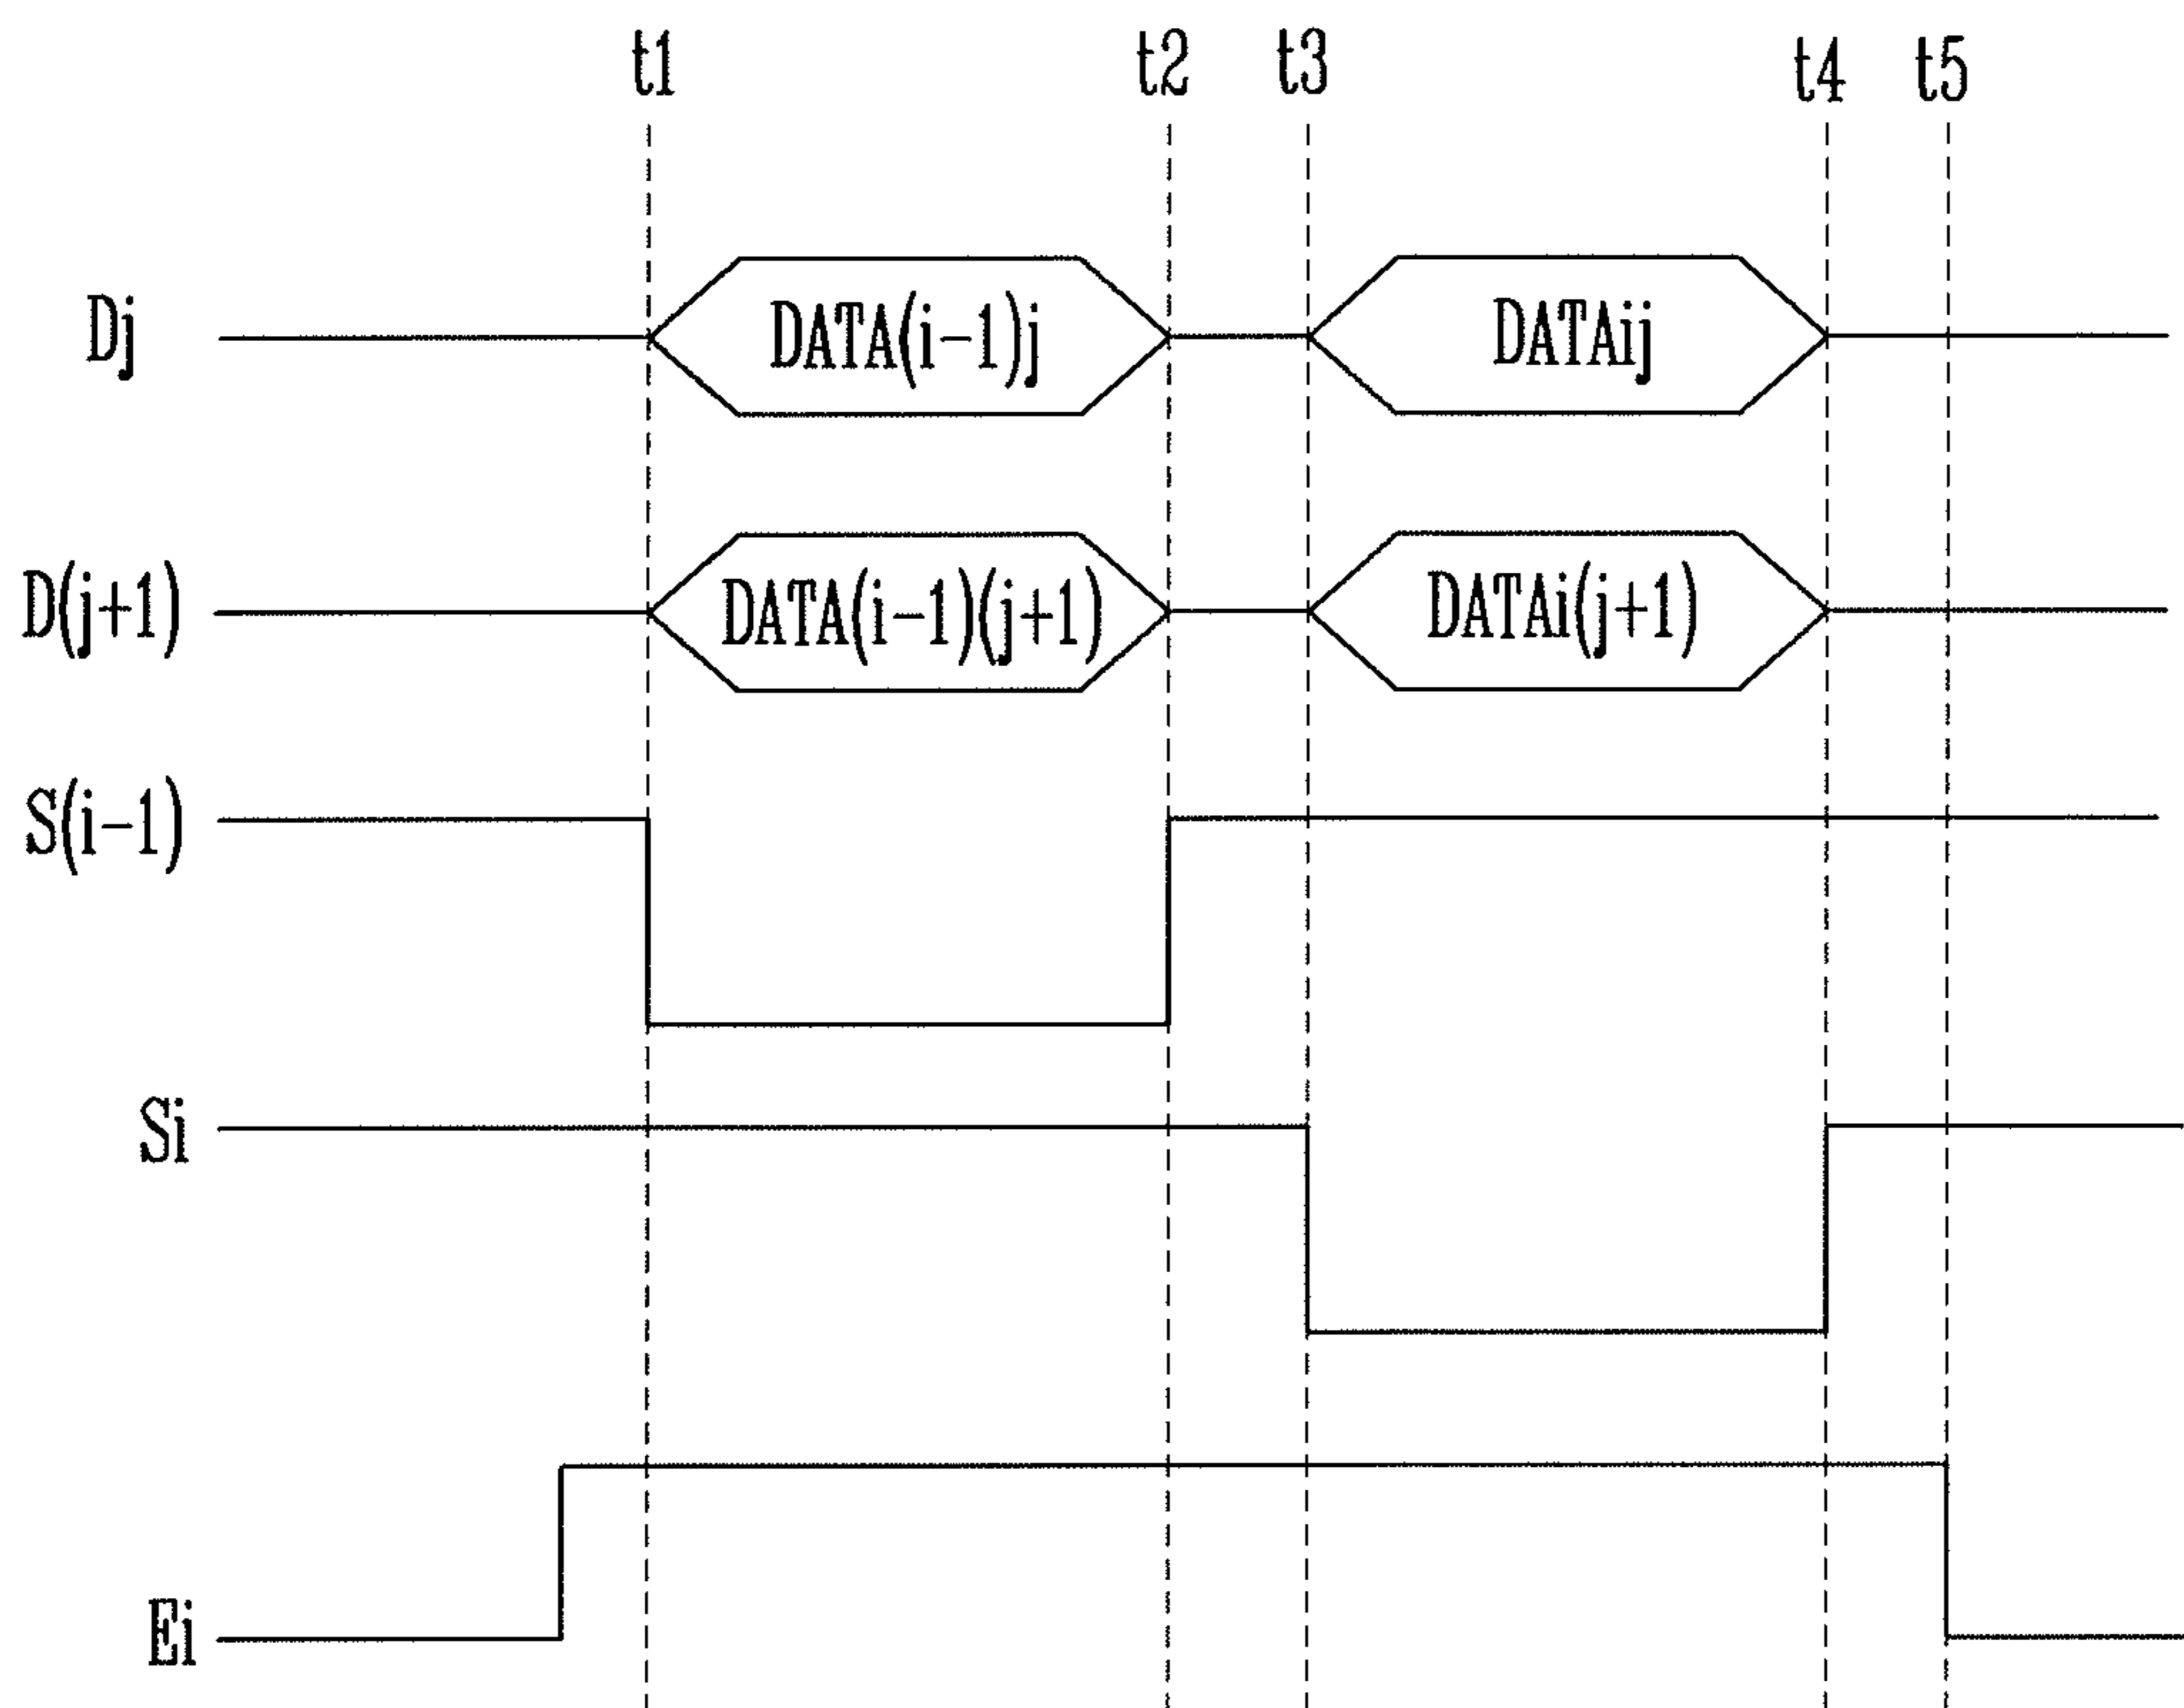 t1 t2 t3 t4 t5
Dj DATA(i-1)j DATAij
D(j+1) DATA(i-1)(j+1) DATAi(j+1)
S(i-1)
Si
Ei